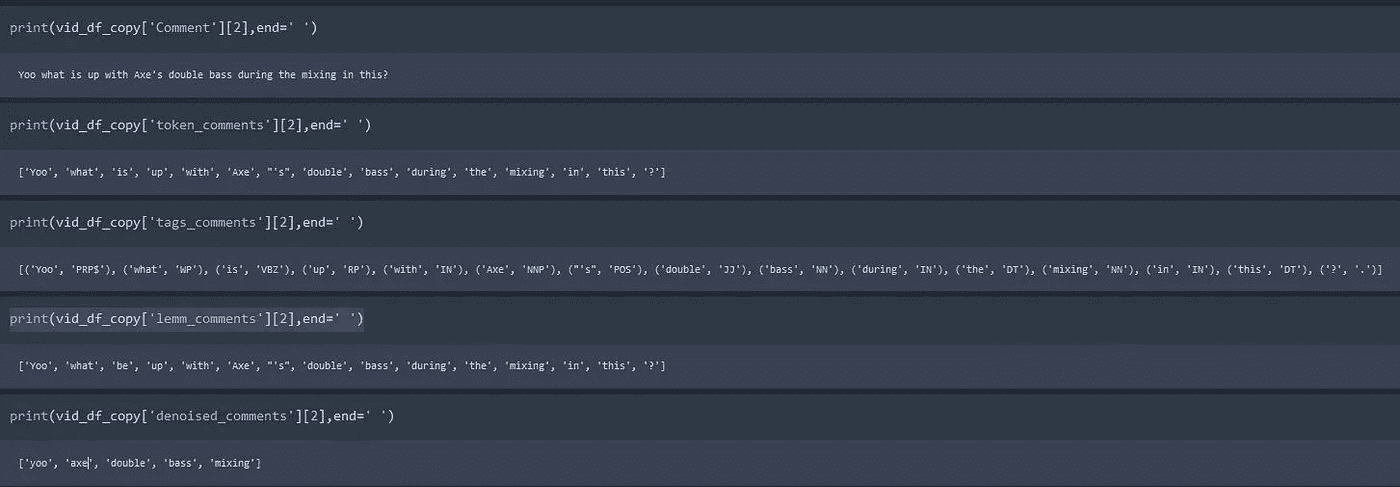 print(vid_df_copy['Comment'][2],end=' ')
Yoo what is up with Axe's double bass during the mixing in this?
print(vid_df_copy['token_comments'][2],end=' ')
['Yoo', 'what', 'is', 'up', 'with', 'Axe', "'s", 'double', 'bass', 'during', 'the', 'mixing', 'in', 'this', '?']
print(vid_df_copy['tags_comments'][2],end=' ')
[('Yoo', 'PRP$'), ('what', 'WP'), ('is', 'VBZ'), ('up', 'RP'), ('with', 'IN'), ('Axe', 'NNP'), ("'s", 'POS'), ('double', 'JJ'), ('bass', 'NN'), ('during', 'IN'), ('the', 'DT'), ('mixing', 'NN'), ('in', 'IN'), ('this', 'DT'), ('?', '.')]
print(vid_df_copy['lemm_comments'][2],end=' ')
['Yoo', 'what', 'be', 'up', 'with', 'Axe', "'s", 'double', 'bass', 'during', 'the', 'mixing', 'in', 'this', '?']
print(vid_df_copy['denoised_comments'][2],end=' ')
['yoo', 'axe', 'double', 'bass', 'mixing']